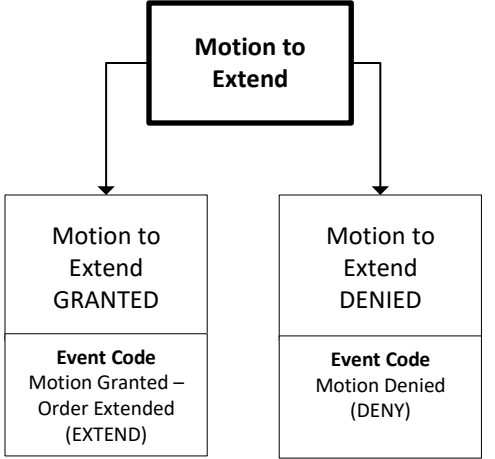 Motion to
Extend
Motion to
Extend
GRANTED
Event Code
Motion Granted –
Order Extended
(EXTEND)
Motion to
Extend
DENIED
Event Code
Motion Denied
(DENY)